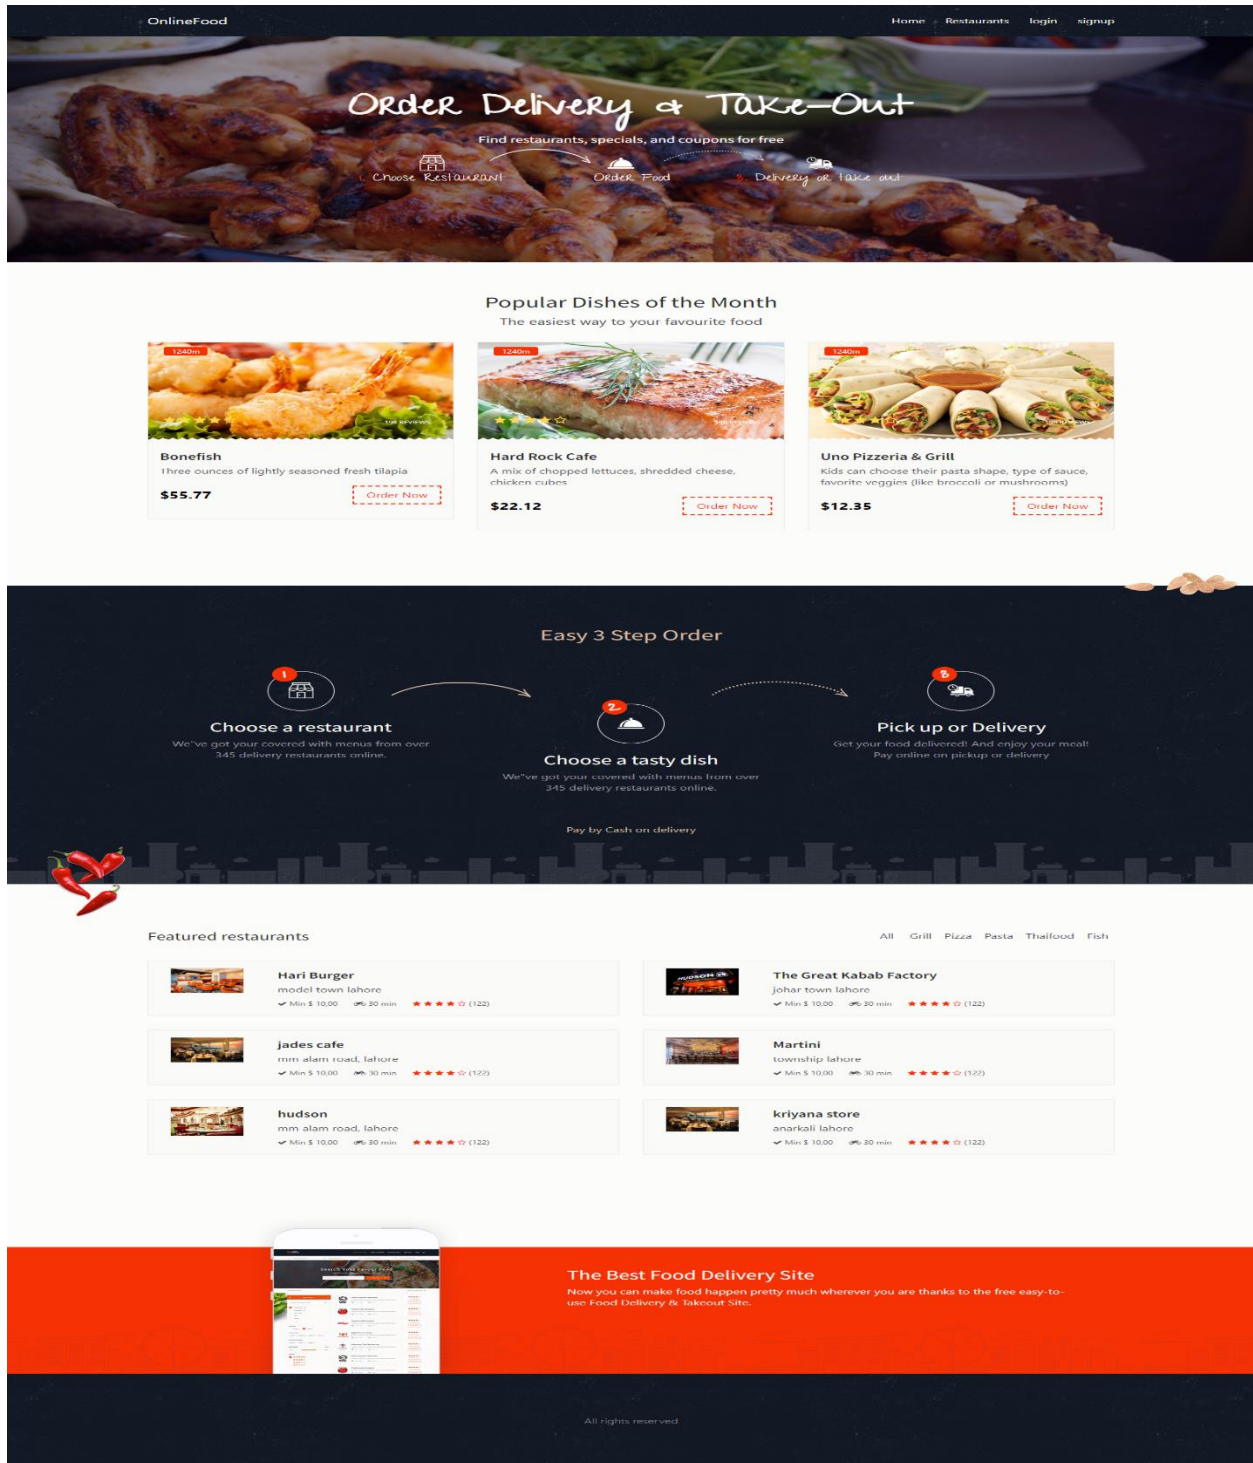 OnlineFood
Home Restaurants login signup
Order Delivery & Take-Out
Find restaurants, specials, and coupons for free
1. Choose Restaurant
Order Food
3. Delivery or take out
Popular Dishes of the Month
The easiest way to your favourite food
1240m
198 REVIEWS
Bonefish
Three ounces of lightly seasoned fresh tilapia
$55.77
Order Now
1240m
Hard Rock Cafe
A mix of chopped lettuces, shredded cheese,
chicken cubes
$22.12
Order Now
1240m
Uno Pizzeria & Grill
Kids can choose their pasta shape, type of sauce,
favorite veggies (like broccoli or mushrooms)
$12.35
Order Now
Easy 3 Step Order
1
Choose a restaurant
We"ve got your covered with menus from over
345 delivery restaurants online.
2
Choose a tasty dish
We"ve got your covered with menus from over
345 delivery restaurants online.
3
Pick up or Delivery
Get your food delivered! And enjoy your meal!
Pay online on pickup or delivery
Pay by Cash on delivery
Featured restaurants
All Grill Pizza Pasta Thaifood Fish
Hari Burger
model town lahore
Min $ 10,00 30 min (122)
The Great Kabab Factory
johar town lahore
Min $ 10,00 30 min (122)
HUDSON
jades cafe
mm alam road, lahore
Min $ 10,00 30 min (122)
Martini
township lahore
Min $ 10,00 30 min (122)
hudson
mm alam road, lahore
Min $ 10,00 30 min (122)
kriyana store
anarkali lahore
Min $ 10,00 30 min (122)
The Best Food Delivery Site
Now you can make food happen pretty much wherever you are thanks to the free easy-to-
use Food Delivery & Takeout Site.
All rights reserved